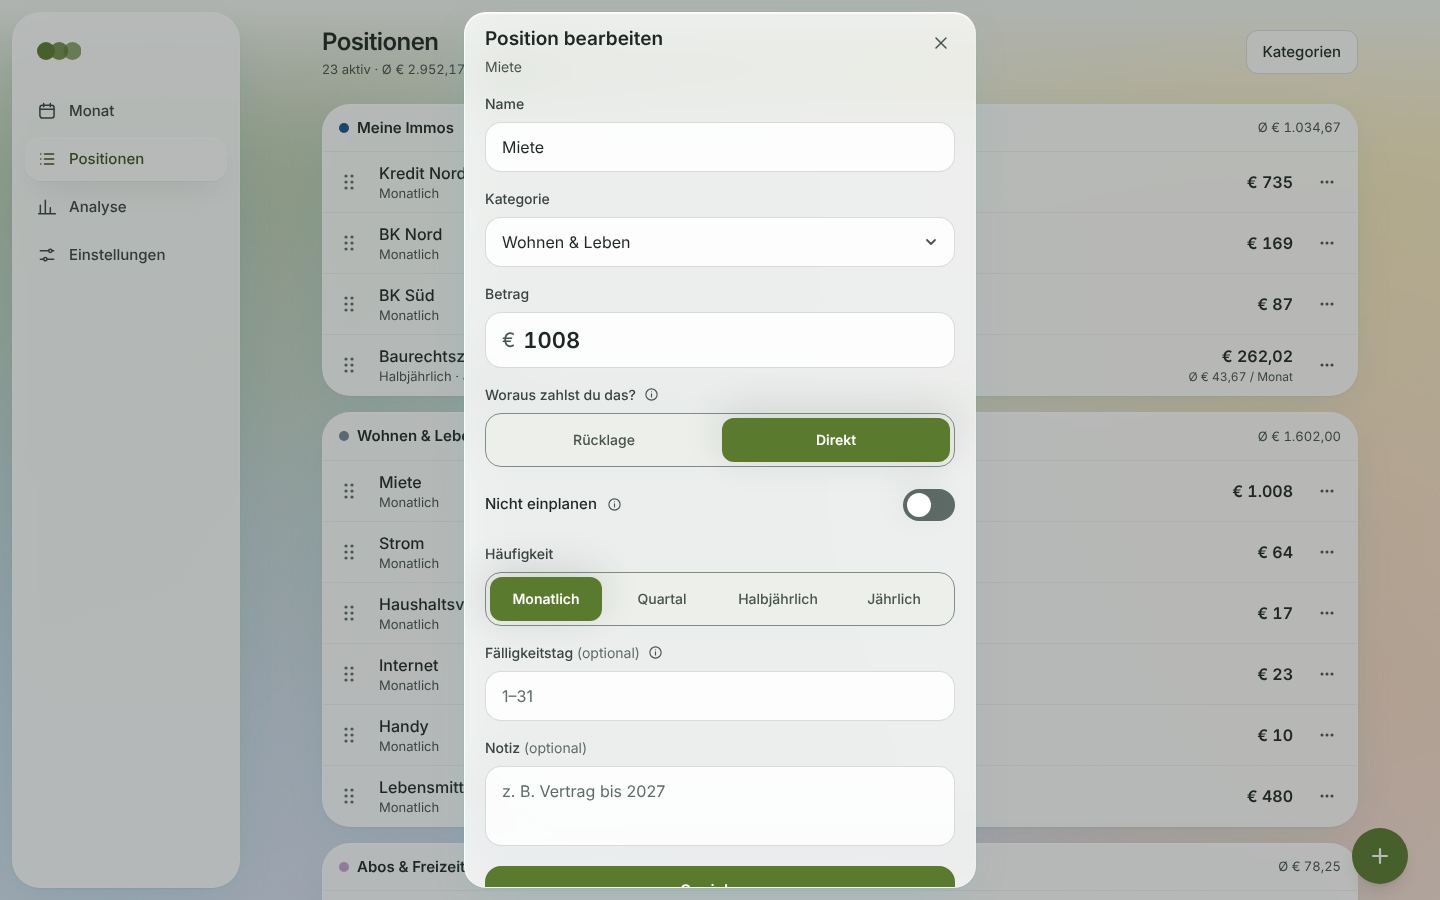 Monat
Positionen
Analyse
Einstellungen
Positionen
23 aktiv · Ø € 2.952,17
Kategorien
Meine Immos
Ø € 1.034,67
Kredit Nord
Monatlich
€ 735
BK Nord
Monatlich
€ 169
BK Süd
Monatlich
€ 87
Halbjährlich ·
€ 262,02
Ø € 43,67 / Monat
Wohnen &
Ø € 1.602,00
Miete
Monatlich
€ 1.008
Strom
Monatlich
€ 64
Monatlich
€ 17
Internet
Monatlich
€ 23
Handy
Monatlich
€ 10
Monatlich
€ 480
Abos & Freizeit
Ø € 78,25
Position bearbeiten
Miete
Name
Miete
Kategorie
Wohnen & Leben
Betrag
€ 1008
Woraus zahlst du das?
Rücklage
Direkt
Nicht einplanen
Häufigkeit
Monatlich
Quartal
Halbjährlich
Jährlich
Fälligkeitstag (optional)
1–31
Notiz (optional)
z. B. Vertrag bis 2027